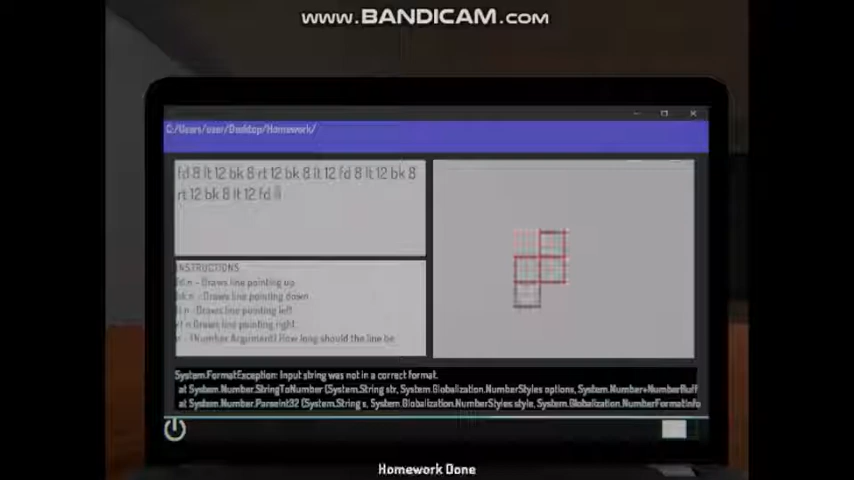 www.BANDICAM.com
C:/Users/user/Desktop/Homework/
fd 8 lt 12 bk 8 rt 12 bk 8 lt 12 fd 8 lt 12 bk 8
rt 12 bk 8 lt 12 fd
INSTRUCTIONS
fd n - Draws line pointing up
bk n - Draws line pointing down
lt n - Draws line pointing left
rt n Draws line pointing right
n - (Number Argument) How long should the line be
System.FormatException: Input string was not in a correct format.
at System.Number.StringToNumber (System.String str, System.Globalization.NumberStyles options, System.Number+NumberBuff
at System.Number.ParseInt32 (System.String s, System.Globalization.NumberStyles style, System.Globalization.NumberFormatInfo
Homework Done